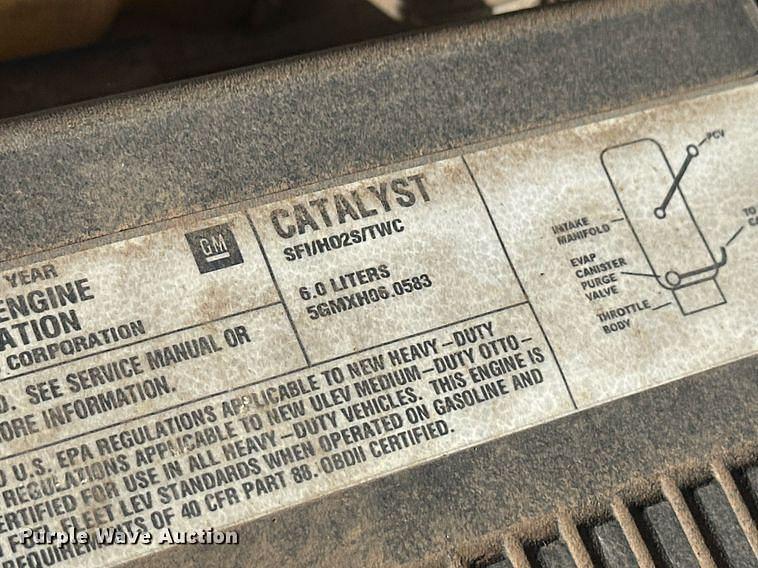 YEAR
ENGINE
ATION
CORPORATION
GM
CATALYST
SFI/HO2S/TWC
6.0 LITERS
5GMXH06.0583
SEE SERVICE MANUAL OR
ORE INFORMATION.
U.S. EPA REGULATIONS APPLICABLE TO NEW HEAVY-DUTY
REGULATIONS APPLICABLE TO NEW ULEV MEDIUM-DUTY OTTO-
ERTIFIED FOR USE IN ALL HEAVY-DUTY VEHICLES. THIS ENGINE IS
FLEET LEV STANDARDS WHEN OPERATED ON GASOLINE AND
REQUIREMENTS OF 40 CFR PART 88. OBDII CERTIFIED.
PCV
INTAKE
MANIFOLD
EVAP
CANISTER
PURGE
VALVE
THROTTLE
BODY
TO
Purple Wave Auction